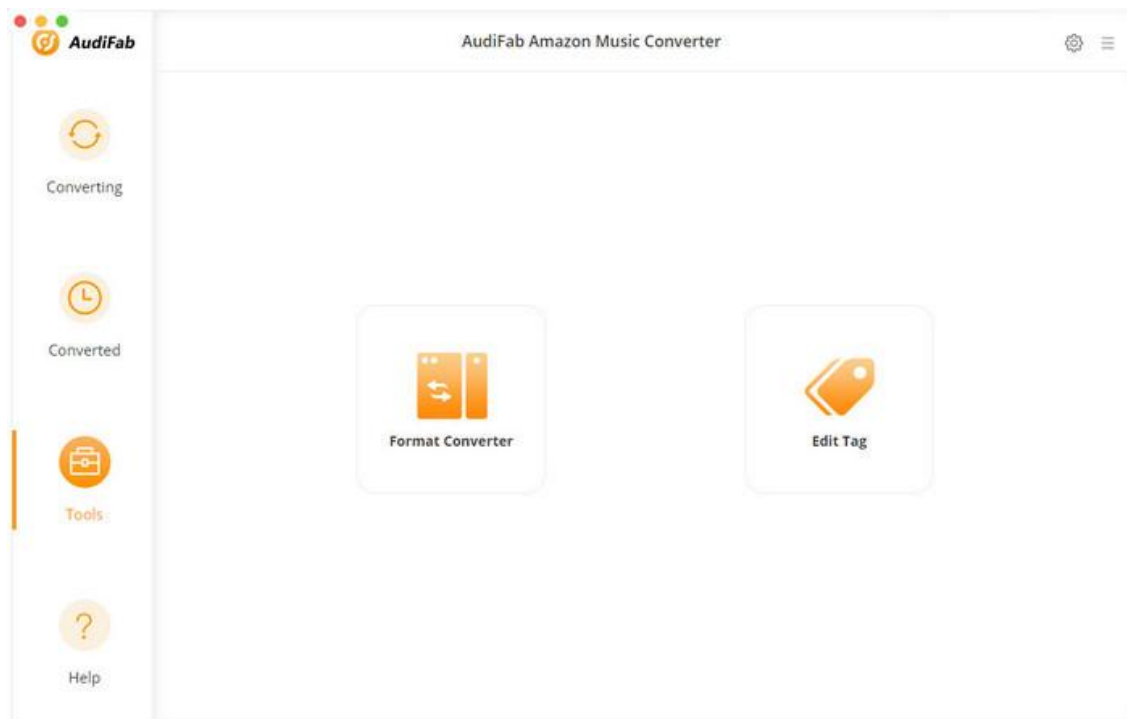 AudiFab
AudiFab Amazon Music Converter
Converting
Converted
Tools
Help
Format Converter
Edit Tag